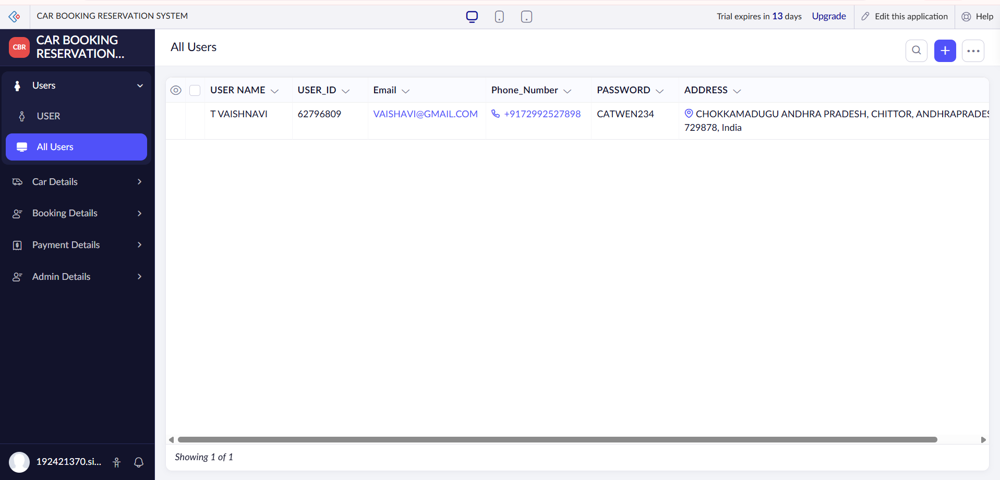 CAR BOOKING RESERVATION SYSTEM
Trial expires in 13 days
Upgrade
Edit this application
Help
CBR
CAR BOOKING
RESERVATION...
Users
USER
All Users
Car Details
Booking Details
Payment Details
Admin Details
192421370.si...
All Users
USER NAME
USER_ID
Email
Phone_Number
PASSWORD
ADDRESS
T VAISHNAVI
62796809
VAISHAVI@GMAIL.COM
+9172992527898
CATWEN234
CHOKKAMADUGU ANDHRA PRADESH, CHITTOR, ANDHRAPRADES
729878, India
Showing 1 of 1